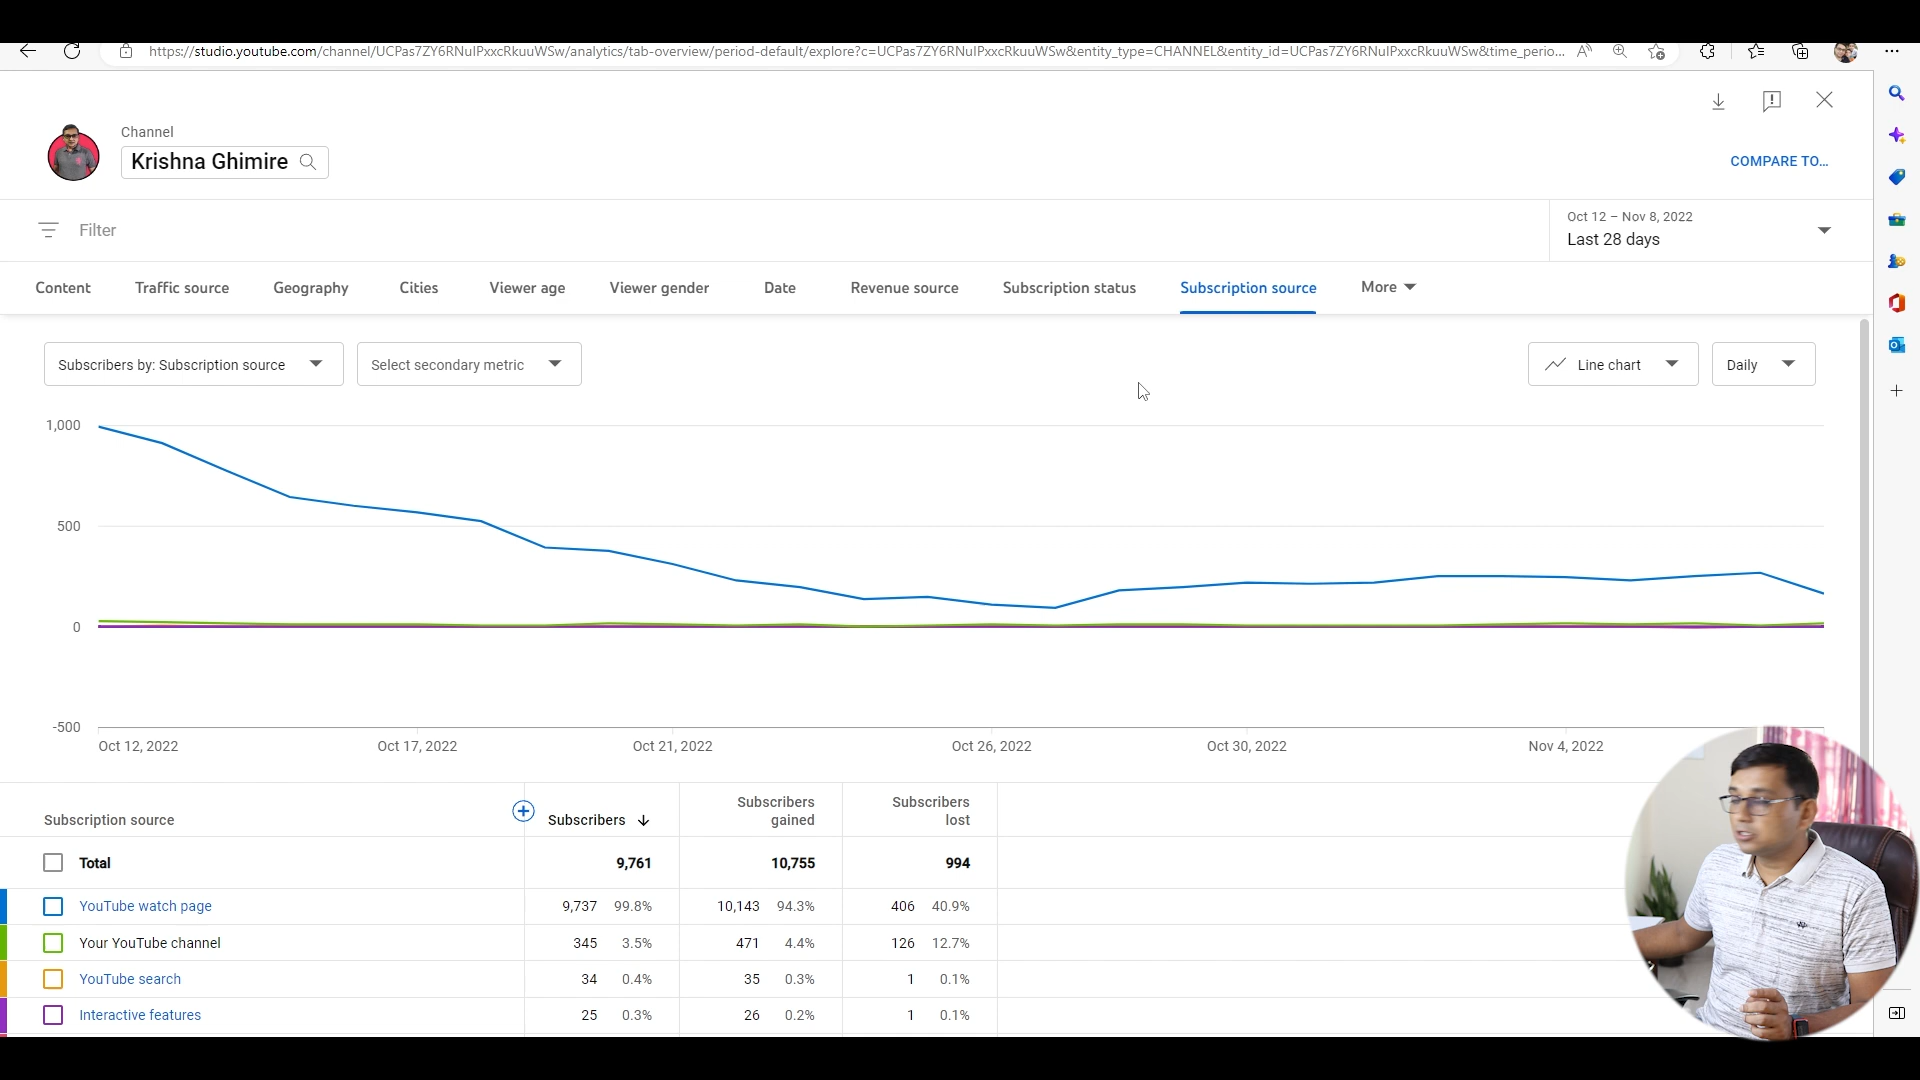 https://studio.youtube.com/channel/UCPas7ZY6RNuIPxxcRkuuWSw/analytics/tab-overview/period-default/explore?c=UCPas7ZY6RNuIPxxcRkuuWSw&entity_type=CHANNEL&entity_id=UCPas7ZY6RNuIPxxcRkuuWSw&time_perio...
Channel
Krishna Ghimire
COMPARE TO...
Filter
Oct 12 – Nov 8, 2022
Last 28 days
Content Traffic source Geography Cities Viewer age Viewer gender Date Revenue source Subscription status Subscription source More
Subscribers by: Subscription source Select secondary metric Line chart Daily
1,000
500
0
-500
Oct 12, 2022 Oct 17, 2022 Oct 21, 2022 Oct 26, 2022 Oct 30, 2022 Nov 4, 2022
Subscription source Subscribers Subscribers gained Subscribers lost
Total 9,761 10,755 994
YouTube watch page 9,737 99.8% 10,143 94.3% 406 40.9%
Your YouTube channel 345 3.5% 471 4.4% 126 12.7%
YouTube search 34 0.4% 35 0.3% 1 0.1%
Interactive features 25 0.3% 26 0.2% 1 0.1%